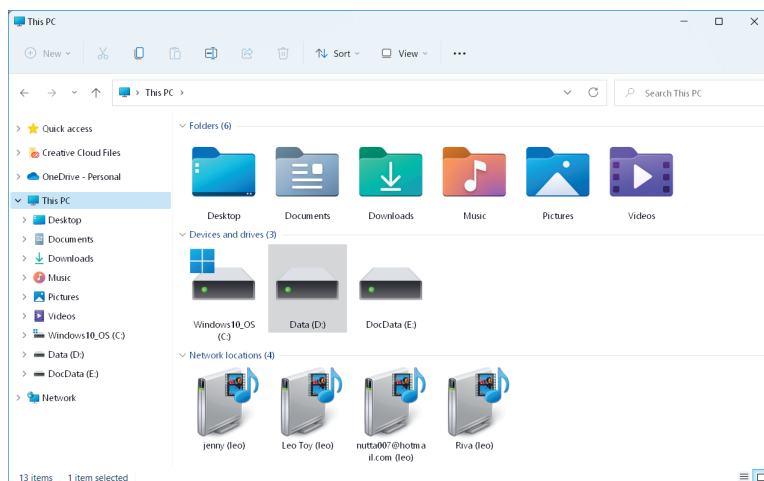 This PC
New
Sort
View
This PC
Search This PC
Quick access
Creative Cloud Files
OneDrive - Personal
This PC
Desktop
Documents
Downloads
Music
Pictures
Videos
Windows10_OS (C:)
Data (D:)
DocData (E:)
Network
Folders (6)
Desktop
Documents
Downloads
Music
Pictures
Videos
Devices and drives (3)
Windows10_OS
(C:)
Data (D:)
DocData (E:)
Network locations (4)
jenny (leo)
Leo Toy (leo)
nutta007@hotma
il.com (leo)
Riva (leo)
13 items
1 item selected